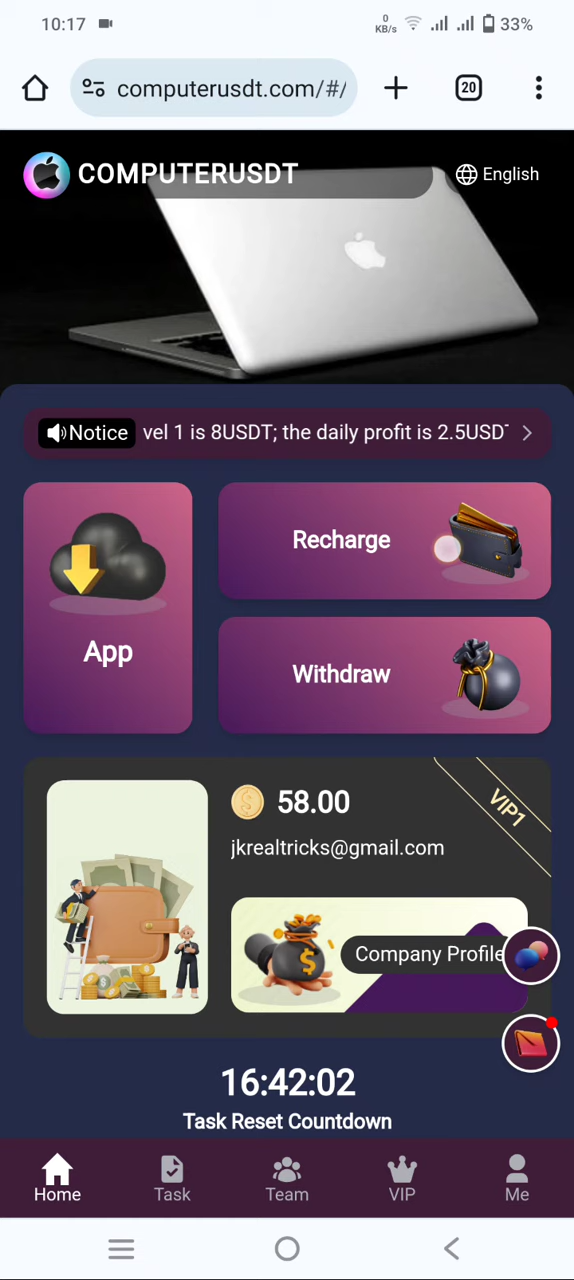 10:17
0
KB/s
33%
computerusdt.com/#/
20
COMPUTERUSDT
English
Notice
vel 1 is 8USDT; the daily profit is 2.5USDT
App
Recharge
Withdraw
58.00
VIP1
jkrealtricks@gmail.com
Company Profile
16:42:02
Task Reset Countdown
Home
Task
Team
VIP
Me